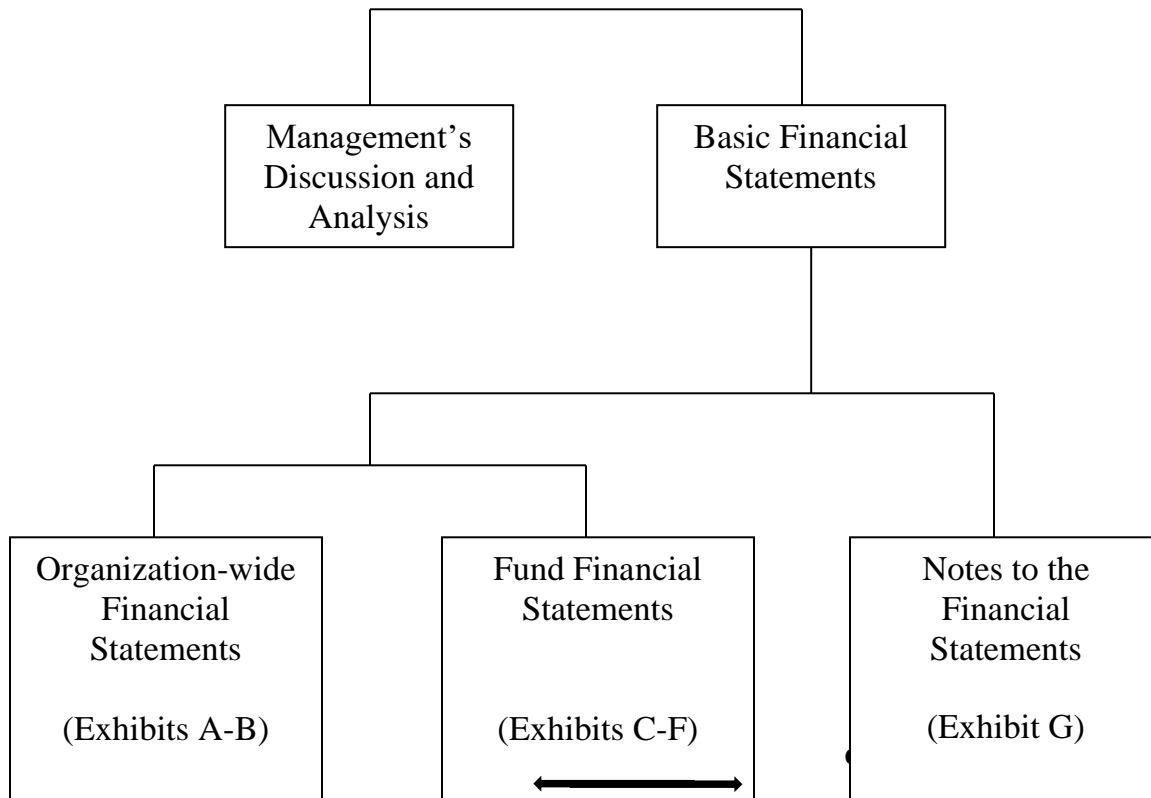 Management’s
Discussion and
Analysis
Basic Financial
Statements
Organization-wide
Financial
Statements
(Exhibits A-B)
Fund Financial
Statements
(Exhibits C-F)
Notes to the
Financial
Statements
(Exhibit G)